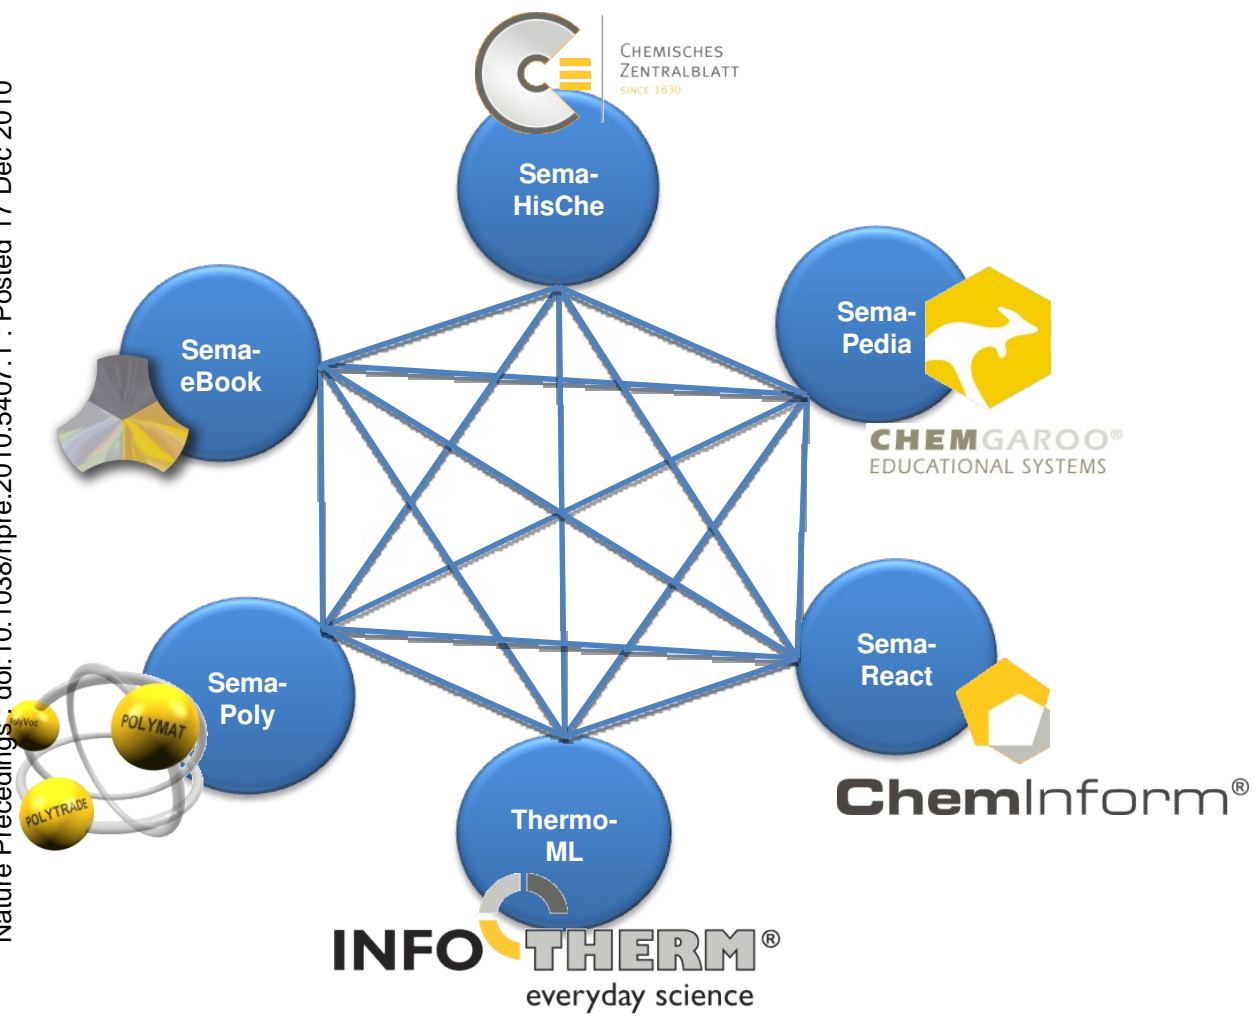 CHEMISCHES
ZENTRALBLATT
SINCE 1830
Sema-
HisChe
Sema-
Pedia
CHEMGAROO®
EDUCATIONAL SYSTEMS
Sema-
eBook
Sema-
React
ChemInform®
Sema-
Poly
PolyVoc
POLYMAT
POLYTRADE
Thermo-
ML
INFOTHERM®
everyday science
Nature Precedings : doi:10.1038/npre.2010.5407.1 : Posted 17 Dec 2010